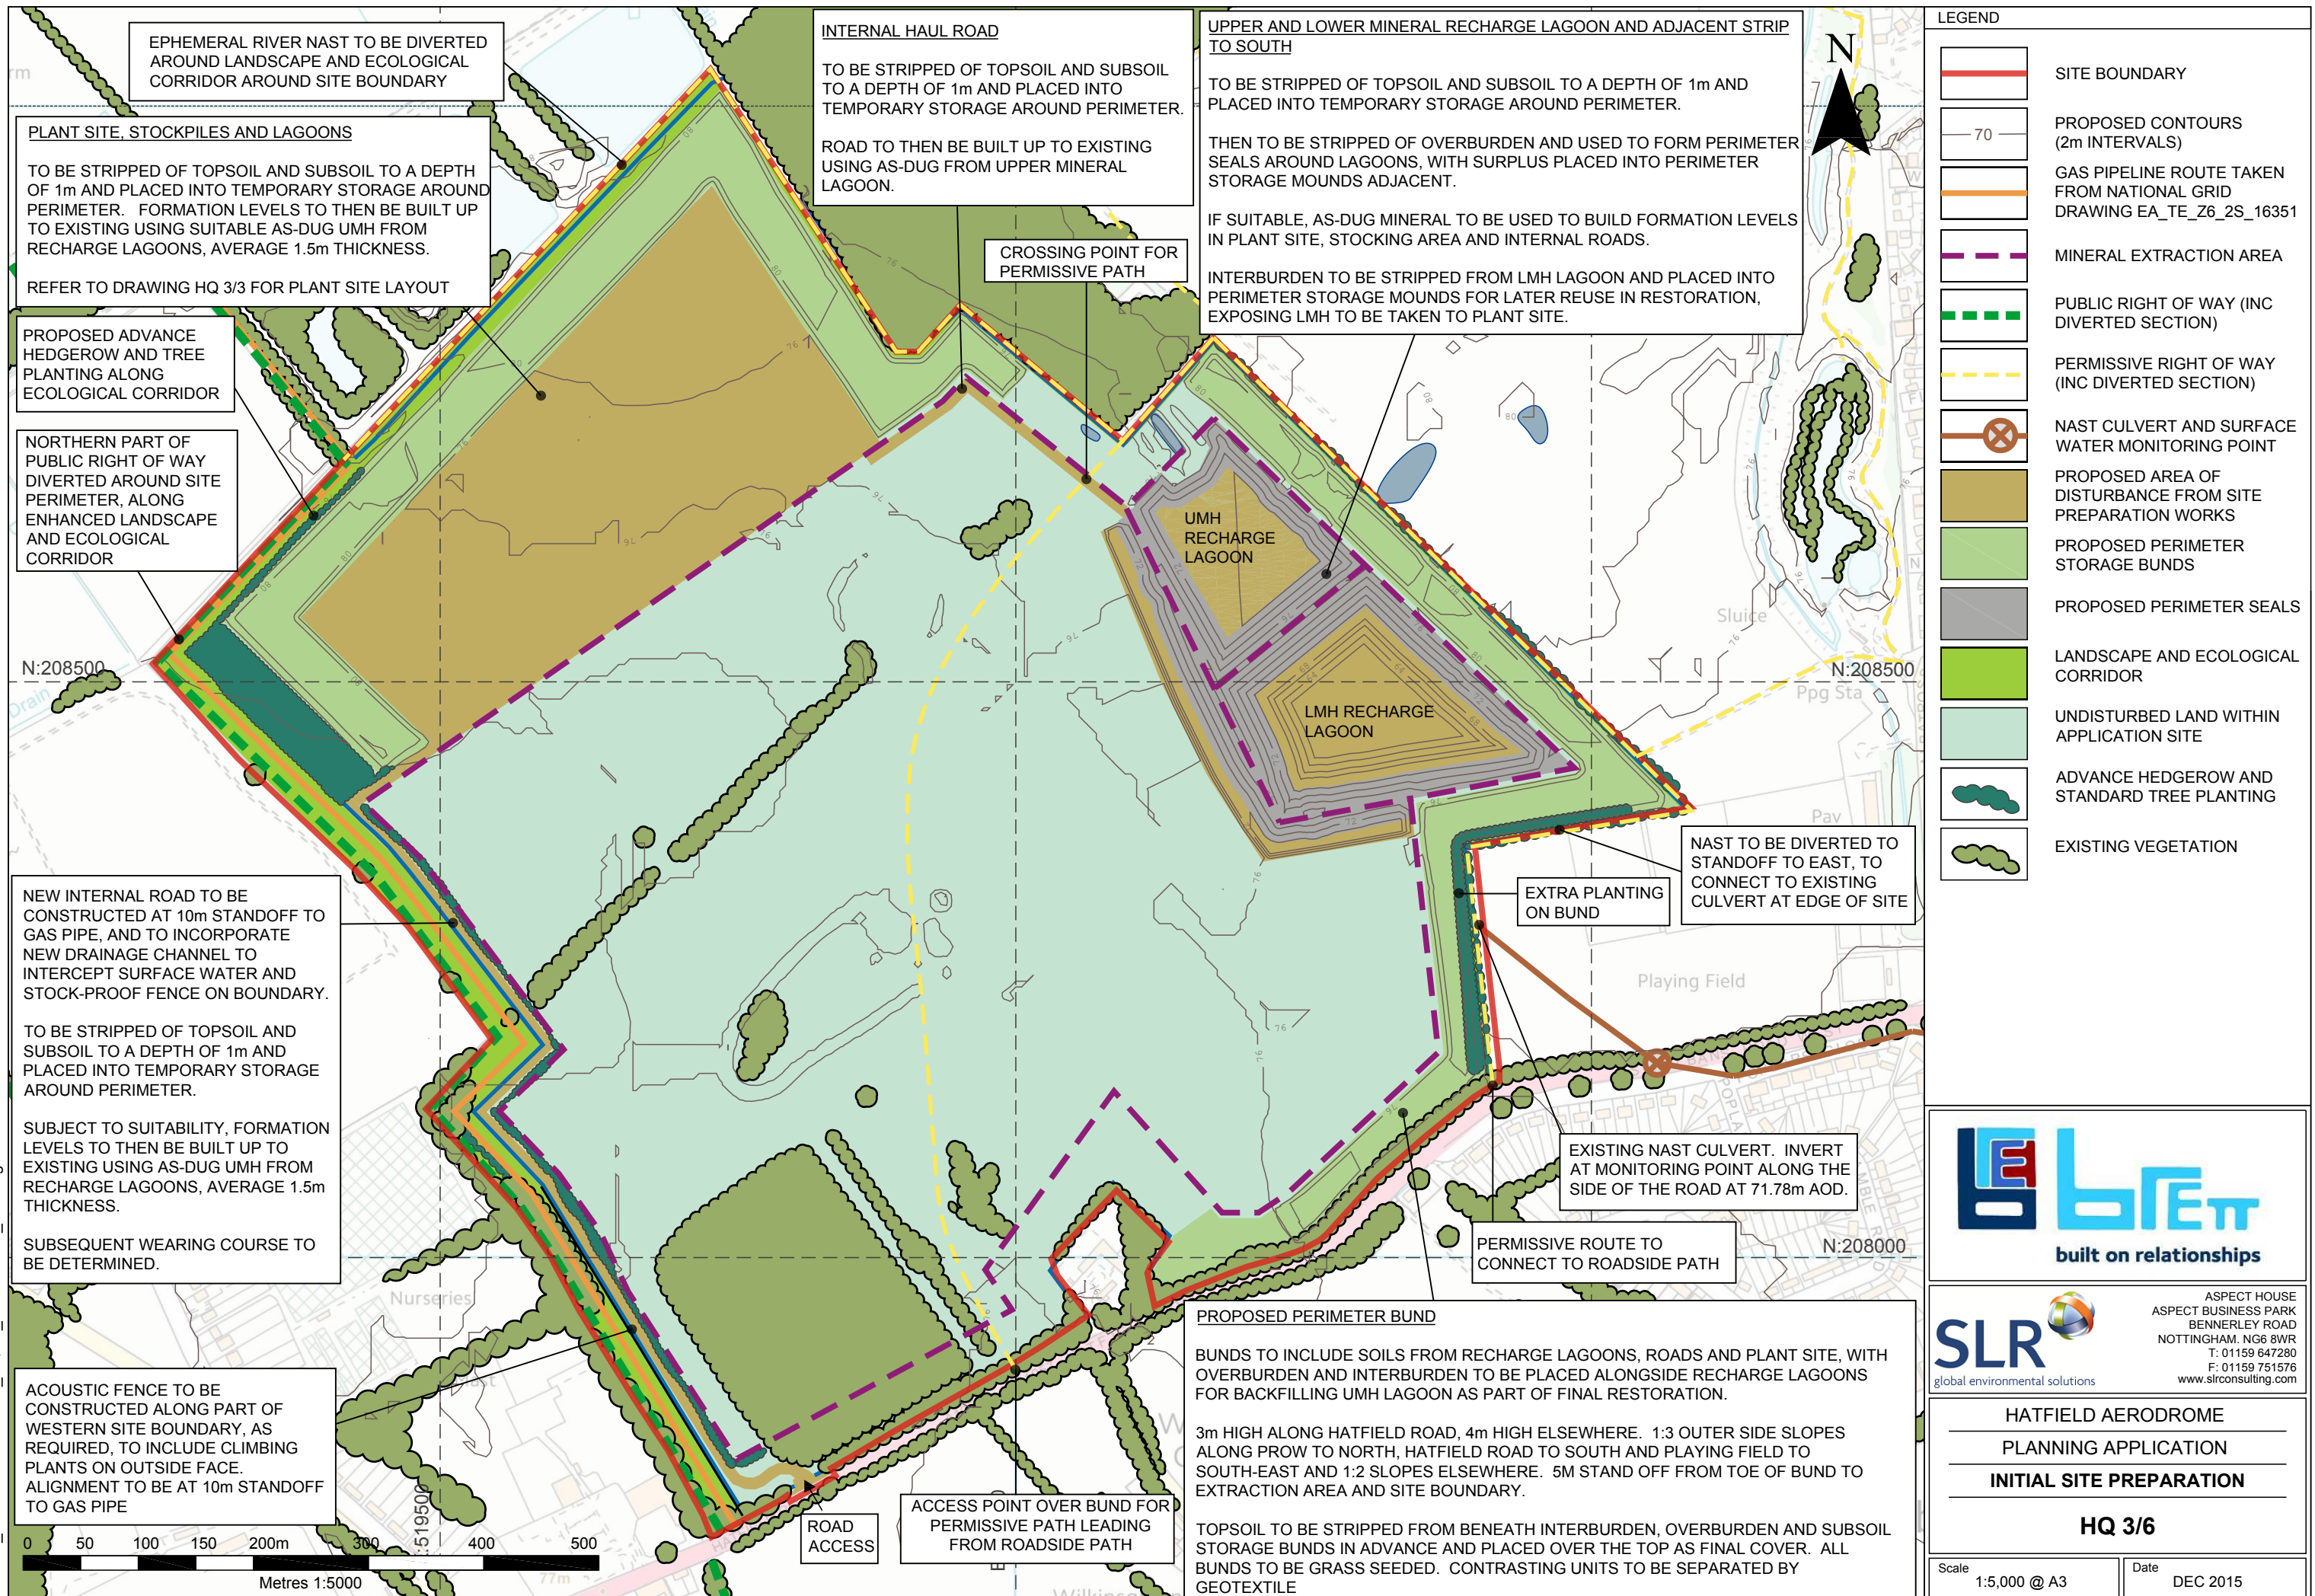 EPHEMERAL RIVER NAST TO BE DIVERTED
AROUND LANDSCAPE AND ECOLOGICAL
CORRIDOR AROUND SITE BOUNDARY
PLANT SITE, STOCKPILES AND LAGOONS
TO BE STRIPPED OF TOPSOIL AND SUBSOIL TO A DEPTH
OF 1m AND PLACED INTO TEMPORARY STORAGE AROUND
PERIMETER. FORMATION LEVELS TO THEN BE BUILT UP
TO EXISTING USING SUITABLE AS-DUG UMH FROM
RECHARGE LAGOONS, AVERAGE 1.5m THICKNESS.
REFER TO DRAWING HQ 3/3 FOR PLANT SITE LAYOUT
PROPOSED ADVANCE
HEDGEROW AND TREE
PLANTING ALONG
ECOLOGICAL CORRIDOR
NORTHERN PART OF
PUBLIC RIGHT OF WAY
DIVERTED AROUND SITE
PERIMETER, ALONG
ENHANCED LANDSCAPE
AND ECOLOGICAL
CORRIDOR
INTERNAL HAUL ROAD
TO BE STRIPPED OF TOPSOIL AND SUBSOIL
TO A DEPTH OF 1m AND PLACED INTO
TEMPORARY STORAGE AROUND PERIMETER.
ROAD TO THEN BE BUILT UP TO EXISTING
USING AS-DUG FROM UPPER MINERAL
LAGOON.
CROSSING POINT FOR
PERMISSIVE PATH
UPPER AND LOWER MINERAL RECHARGE LAGOON AND ADJACENT STRIP
TO SOUTH
TO BE STRIPPED OF TOPSOIL AND SUBSOIL TO A DEPTH OF 1m AND
PLACED INTO TEMPORARY STORAGE AROUND PERIMETER.
THEN TO BE STRIPPED OF OVERBURDEN AND USED TO FORM PERIMETER
SEALS AROUND LAGOONS, WITH SURPLUS PLACED INTO PERIMETER
STORAGE MOUNDS ADJACENT.
IF SUITABLE, AS-DUG MINERAL TO BE USED TO BUILD FORMATION LEVELS
IN PLANT SITE, STOCKING AREA AND INTERNAL ROADS.
INTERBURDEN TO BE STRIPPED FROM LMH LAGOON AND PLACED INTO
PERIMETER STORAGE MOUNDS FOR LATER REUSE IN RESTORATION,
EXPOSING LMH TO BE TAKEN TO PLANT SITE.
N
UMH
RECHARGE
LAGOON
LMH RECHARGE
LAGOON
Sluice
N:208500
N:208500
Ppg Sta
Drain
Pav
NAST TO BE DIVERTED TO
STANDOFF TO EAST, TO
CONNECT TO EXISTING
CULVERT AT EDGE OF SITE
EXTRA PLANTING
ON BUND
Playing Field
EXISTING NAST CULVERT. INVERT
AT MONITORING POINT ALONG THE
SIDE OF THE ROAD AT 71.78m AOD.
PERMISSIVE ROUTE TO
CONNECT TO ROADSIDE PATH
N:208000
NEW INTERNAL ROAD TO BE
CONSTRUCTED AT 10m STANDOFF TO
GAS PIPE, AND TO INCORPORATE
NEW DRAINAGE CHANNEL TO
INTERCEPT SURFACE WATER AND
STOCK-PROOF FENCE ON BOUNDARY.
TO BE STRIPPED OF TOPSOIL AND
SUBSOIL TO A DEPTH OF 1m AND
PLACED INTO TEMPORARY STORAGE
AROUND PERIMETER.
SUBJECT TO SUITABILITY, FORMATION
LEVELS TO THEN BE BUILT UP TO
EXISTING USING AS-DUG UMH FROM
RECHARGE LAGOONS, AVERAGE 1.5m
THICKNESS.
SUBSEQUENT WEARING COURSE TO
BE DETERMINED.
Nurseries
ACOUSTIC FENCE TO BE
CONSTRUCTED ALONG PART OF
WESTERN SITE BOUNDARY, AS
REQUIRED, TO INCLUDE CLIMBING
PLANTS ON OUTSIDE FACE.
ALIGNMENT TO BE AT 10m STANDOFF
TO GAS PIPE
:519500
0 50 100 150 200m 300 400 500
Metres 1:5000
77m
ROAD
ACCESS
ACCESS POINT OVER BUND FOR
PERMISSIVE PATH LEADING
FROM ROADSIDE PATH
PROPOSED PERIMETER BUND
BUNDS TO INCLUDE SOILS FROM RECHARGE LAGOONS, ROADS AND PLANT SITE, WITH
OVERBURDEN AND INTERBURDEN TO BE PLACED ALONGSIDE RECHARGE LAGOONS
FOR BACKFILLING UMH LAGOON AS PART OF FINAL RESTORATION.
3m HIGH ALONG HATFIELD ROAD, 4m HIGH ELSEWHERE. 1:3 OUTER SIDE SLOPES
ALONG PROW TO NORTH, HATFIELD ROAD TO SOUTH AND PLAYING FIELD TO
SOUTH-EAST AND 1:2 SLOPES ELSEWHERE. 5M STAND OFF FROM TOE OF BUND TO
EXTRACTION AREA AND SITE BOUNDARY.
TOPSOIL TO BE STRIPPED FROM BENEATH INTERBURDEN, OVERBURDEN AND SUBSOIL
STORAGE BUNDS IN ADVANCE AND PLACED OVER THE TOP AS FINAL COVER. ALL
BUNDS TO BE GRASS SEEDED. CONTRASTING UNITS TO BE SEPARATED BY
GEOTEXTILE
LEGEND
SITE BOUNDARY
70
PROPOSED CONTOURS
(2m INTERVALS)
GAS PIPELINE ROUTE TAKEN
FROM NATIONAL GRID
DRAWING EA_TE_Z6_2S_16351
MINERAL EXTRACTION AREA
PUBLIC RIGHT OF WAY (INC
DIVERTED SECTION)
PERMISSIVE RIGHT OF WAY
(INC DIVERTED SECTION)
NAST CULVERT AND SURFACE
WATER MONITORING POINT
PROPOSED AREA OF
DISTURBANCE FROM SITE
PREPARATION WORKS
PROPOSED PERIMETER
STORAGE BUNDS
PROPOSED PERIMETER SEALS
LANDSCAPE AND ECOLOGICAL
CORRIDOR
UNDISTURBED LAND WITHIN
APPLICATION SITE
ADVANCE HEDGEROW AND
STANDARD TREE PLANTING
EXISTING VEGETATION
brett
built on relationships
SLR
global environmental solutions
ASPECT HOUSE
ASPECT BUSINESS PARK
BENNERLEY ROAD
NOTTINGHAM. NG6 8WR
T: 01159 647280
F: 01159 751576
www.slrconsulting.com
HATFIELD AERODROME
PLANNING APPLICATION
INITIAL SITE PREPARATION
HQ 3/6
Scale
1:5,000 @ A3
Date
DEC 2015